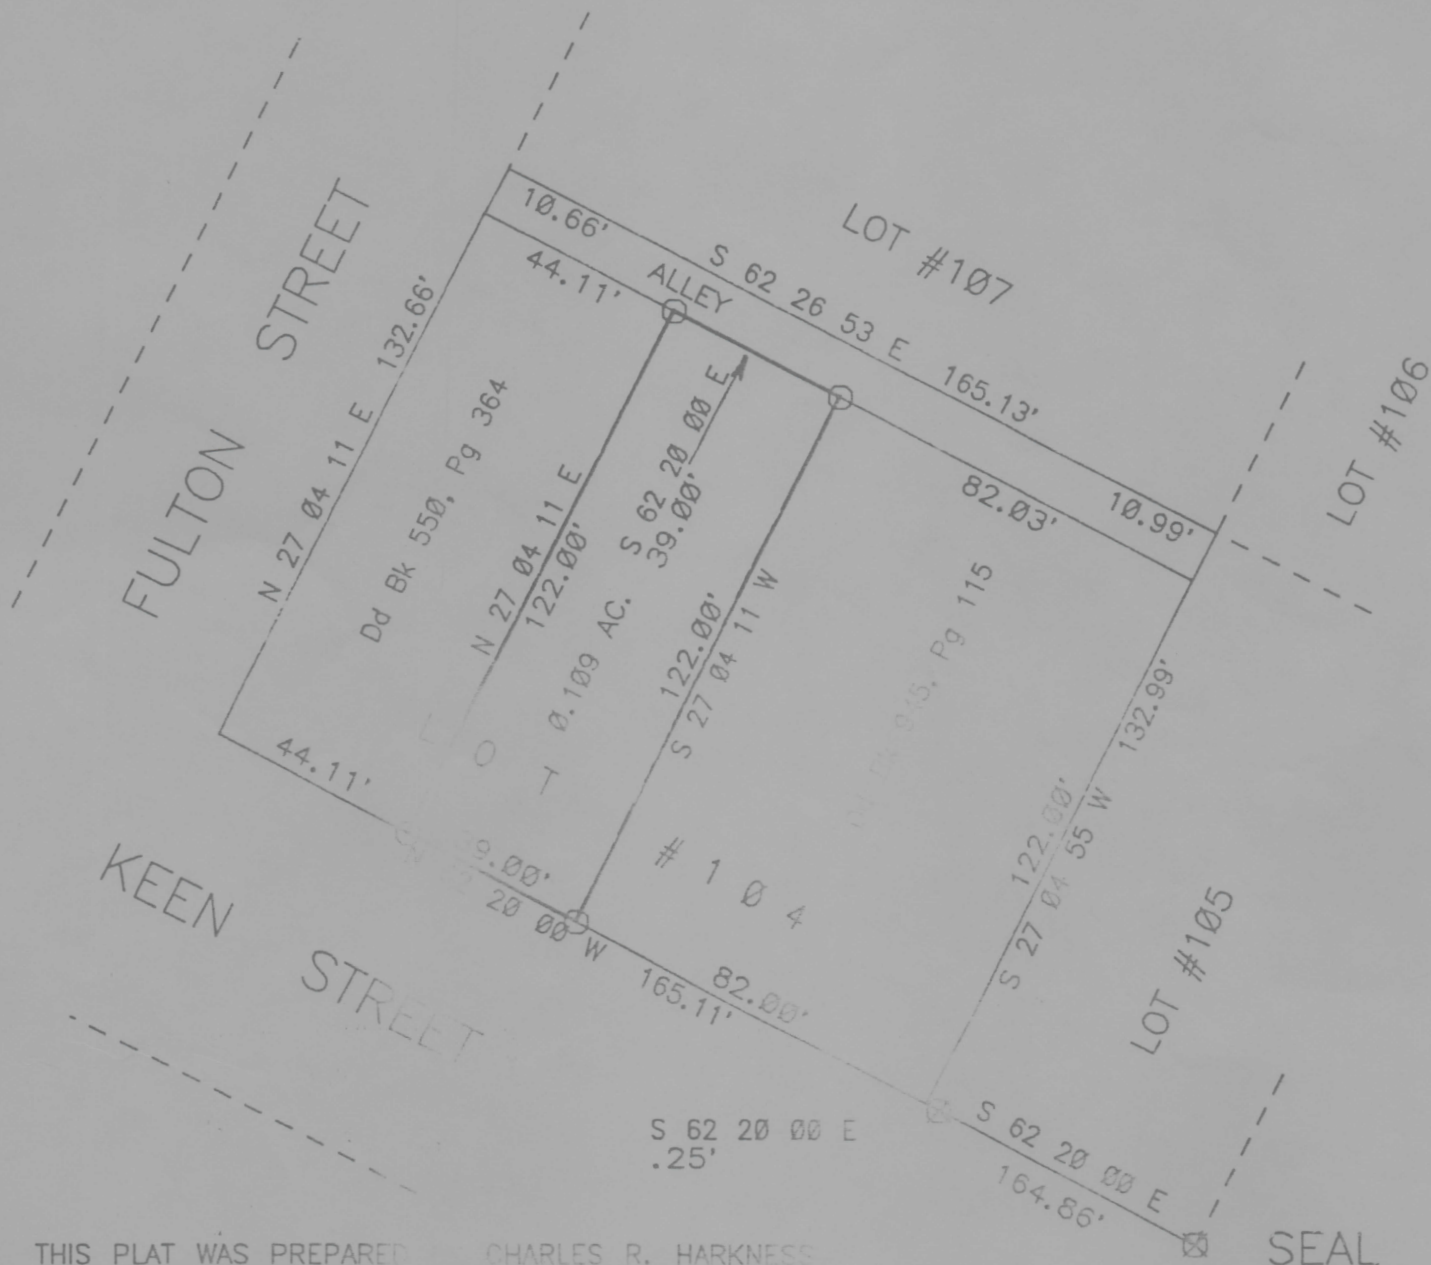 LOT #107
10.66'
S 62 26 53 E 165.13'
10.99'
ALLEY
44.11'
S 62 20 00 E
39.00'
82.03'
LOT #106
FULTON STREET
N 27 04 11 E 132.66'
Dd Bk 550, Pg 364
N 27 04 11 E
122.00'
0.109 AC.
122.00'
S 27 04 11 W
Pg 115
122.00'
S 27 04 55 W 132.99'
LOT #105
LOT
#104
44.11'
39.00'
20 00 W
165.11'
82.00'
KEEN STREET
S 62 20 00 E
.25'
S 62 20 00 E
164.86'
THIS PLAT WAS PREPARED CHARLES R. HARKNESS
SEAL